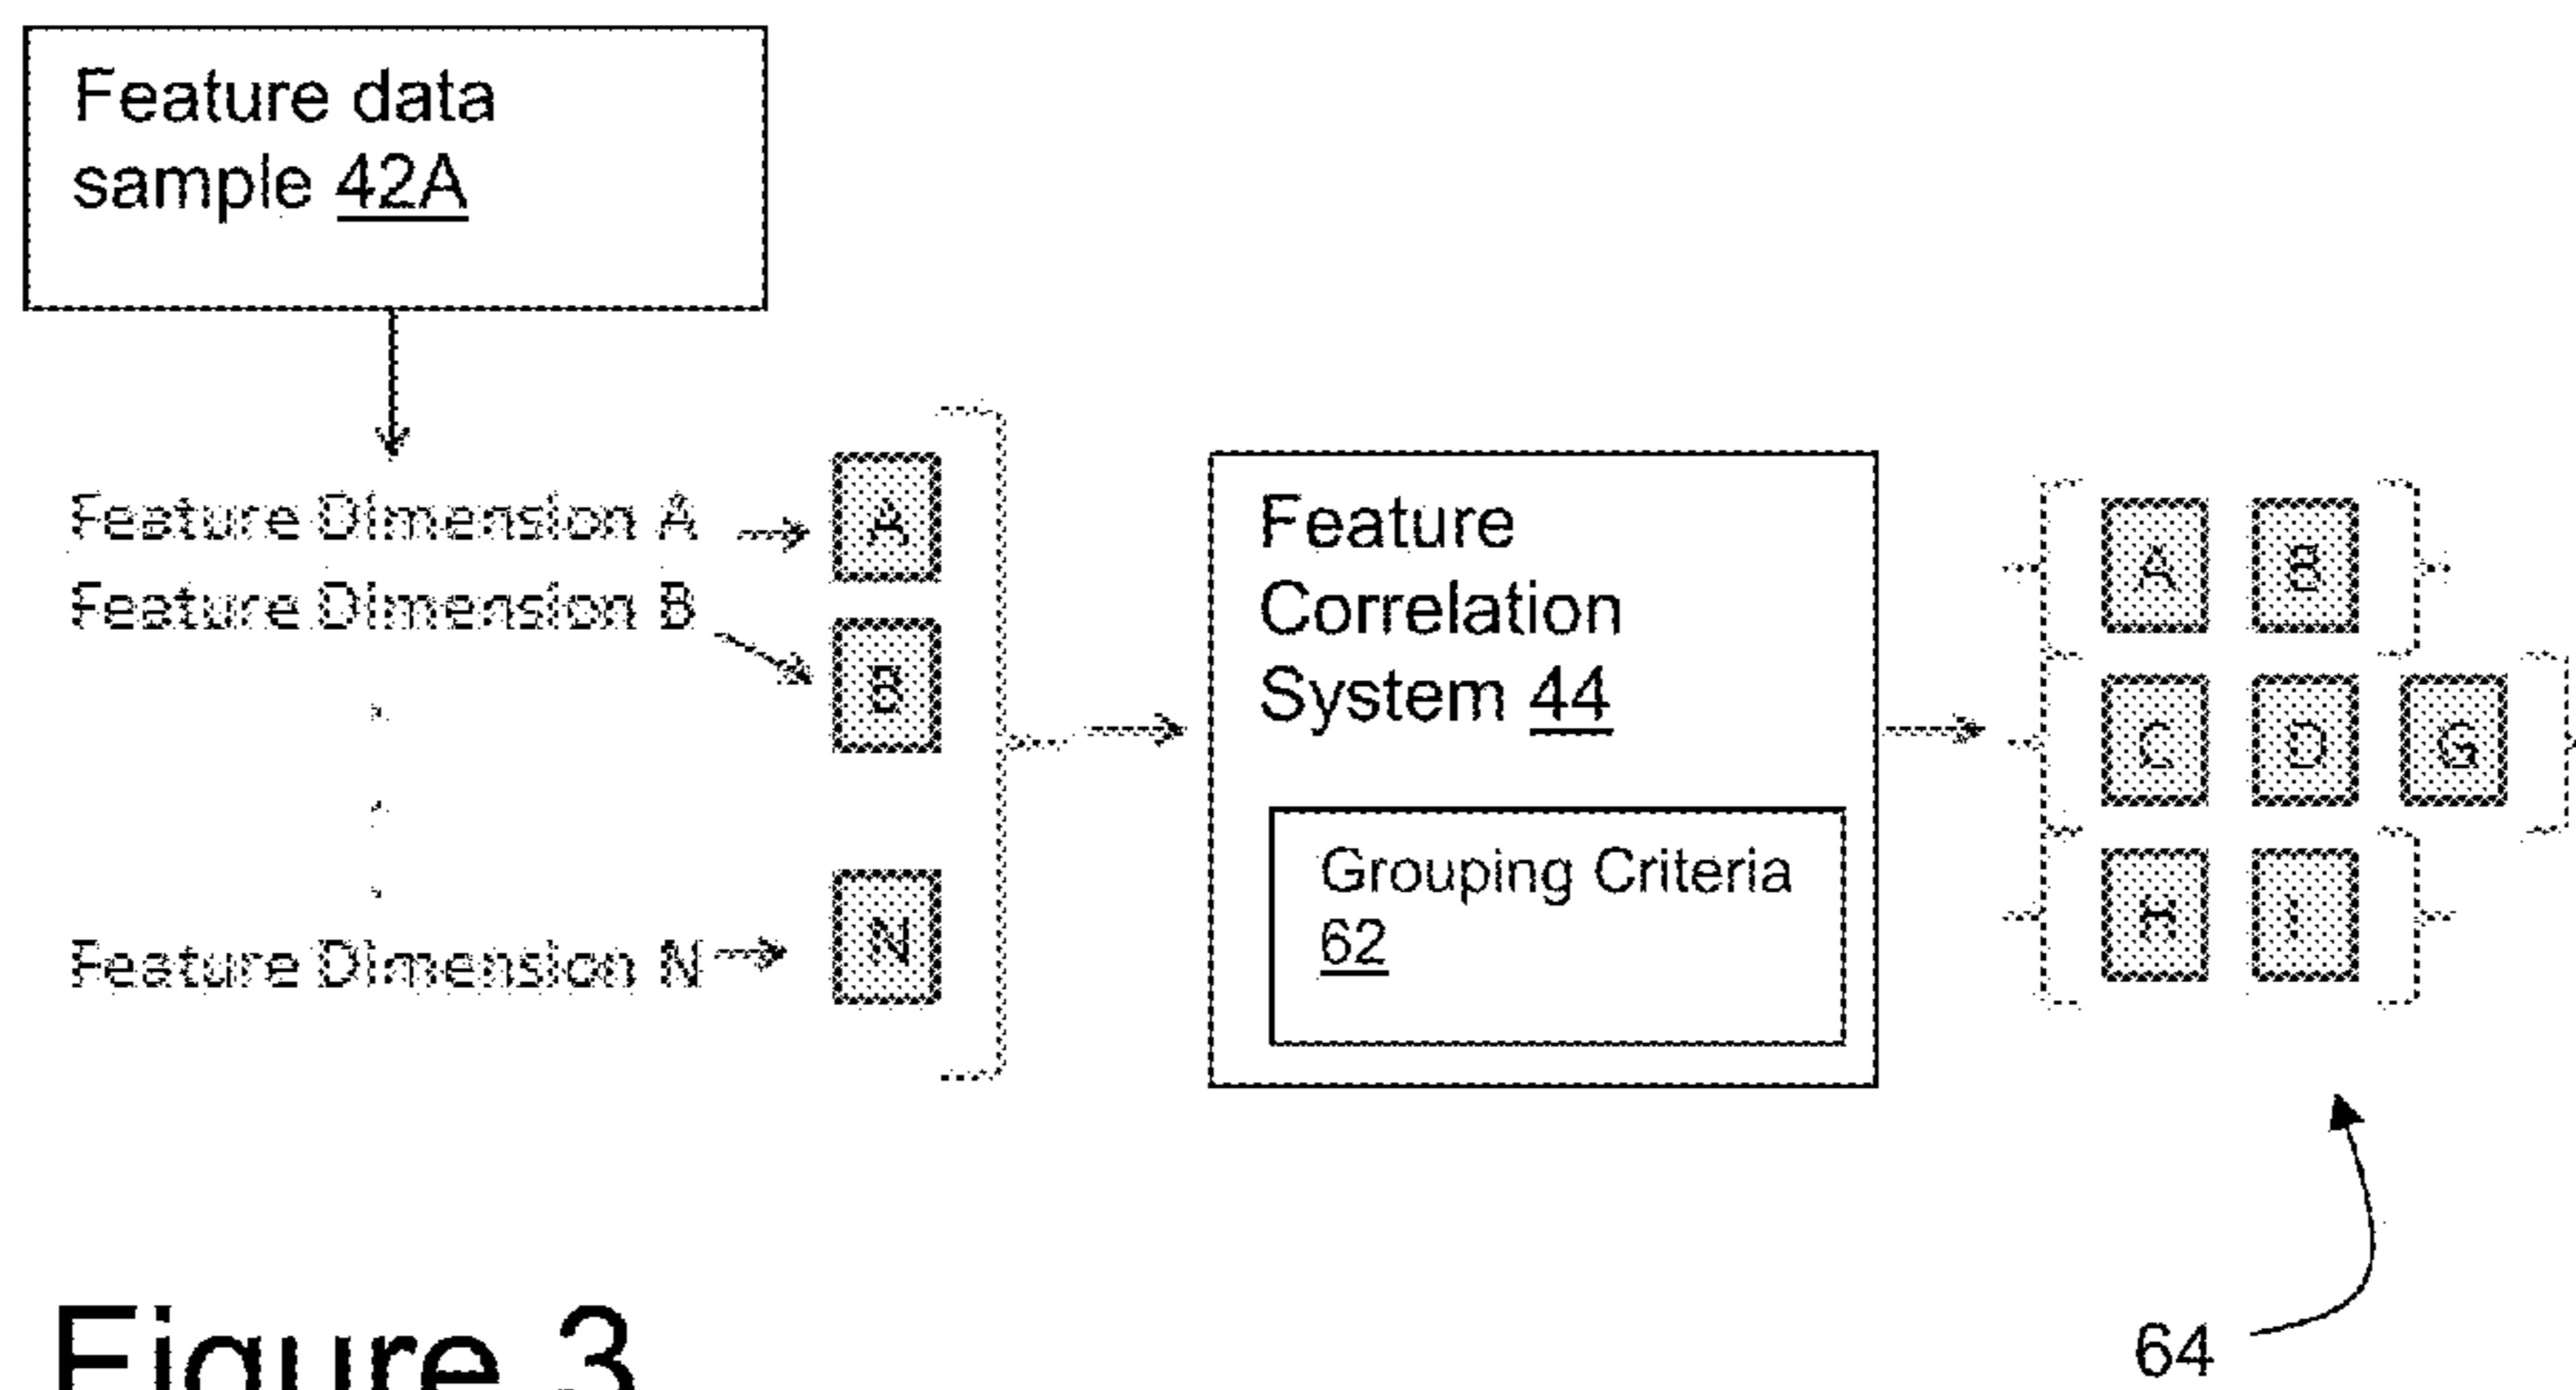 Feature data
sample 42A
Feature Dimension A
Feature Dimension B
Feature Dimension N
A
B
N
Feature
Correlation
System 44
Grouping Criteria
62
A B
C D G
H I
64
Figure 3